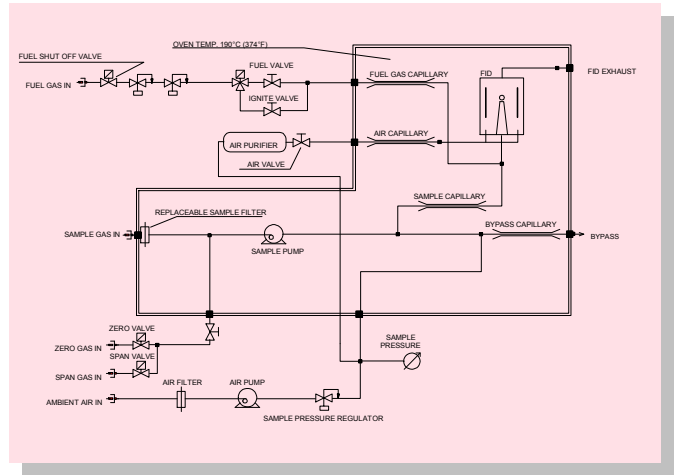 OVEN TEMP. 190°C (374°F)
FUEL SHUT OFF VALVE
FUEL VALVE
FUEL GAS CAPILLARY
FID
FID EXHAUST
FUEL GAS IN
IGNITE VALVE
AIR CAPILLARY
AIR PURIFIER
AIR VALVE
SAMPLE CAPILLARY
REPLACEABLE SAMPLE FILTER
BYPASS CAPILLARY
SAMPLE GAS IN
BYPASS
SAMPLE PUMP
ZERO VALVE
SAMPLE
PRESSURE
ZERO GAS IN
SPAN VALVE
SPAN GAS IN
AIR FILTER
AIR PUMP
AMBIENT AIR IN
SAMPLE PRESSURE REGULATOR